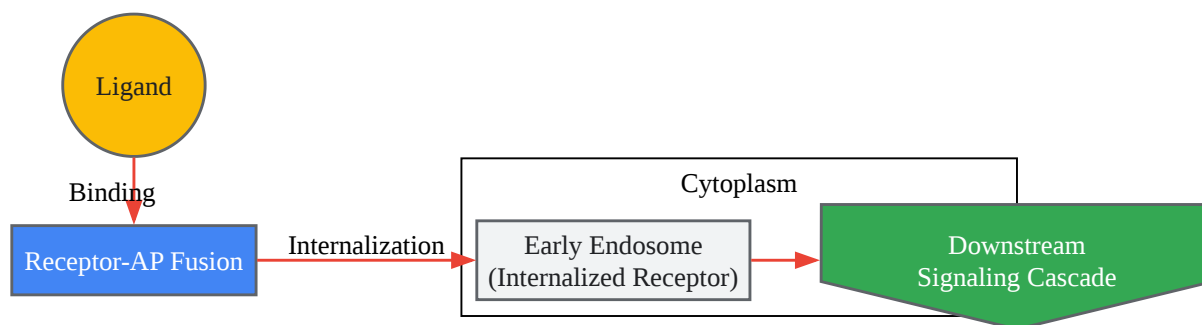 Ligand
Binding
Cytoplasm
Receptor-AP Fusion
Internalization
Early Endosome
(Internalized Receptor)
Downstream
Signaling Cascade